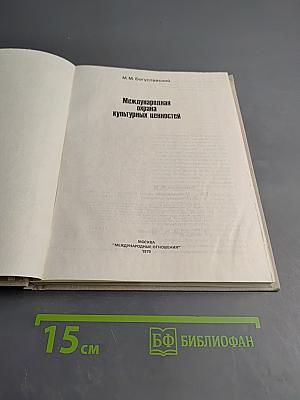 М. М. Богуславский
Международная
охрана
культурных ценностей
МОСКВА
"МЕЖДУНАРОДНЫЕ ОТНОШЕНИЯ"
1979
15 см
БФ БИБЛИОФАН